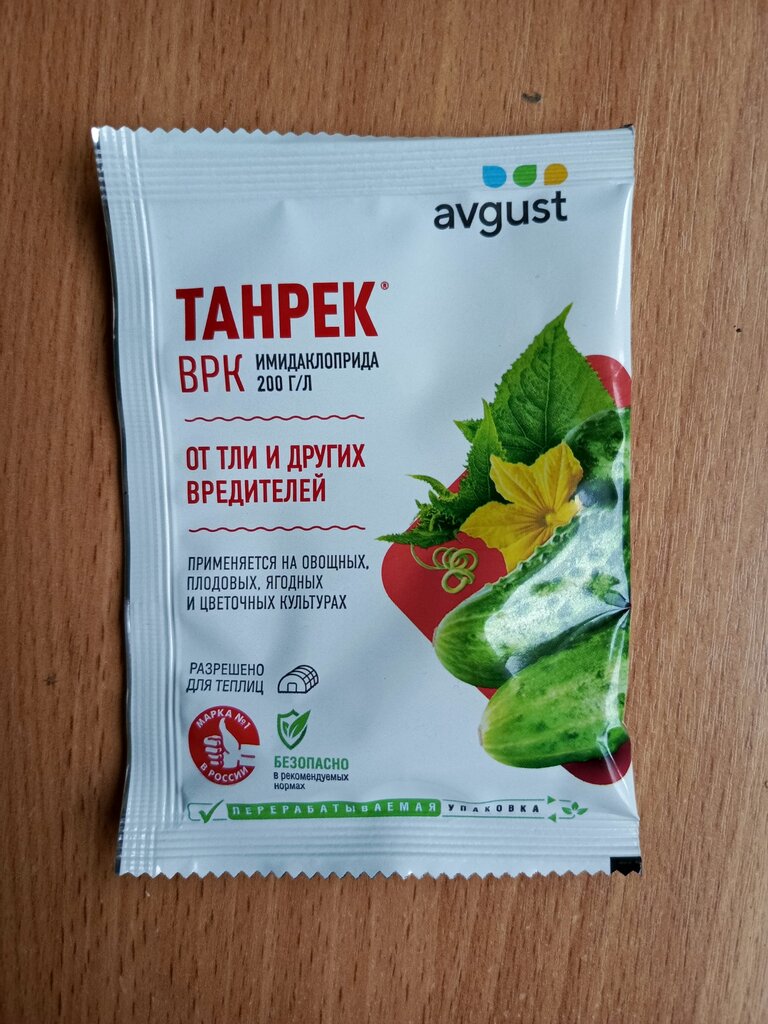 avgust
ТАНРЕК®
ВРК ИМИДАКЛОПРИДА
200 Г/Л
ОТ ТЛИ И ДРУГИХ
ВРЕДИТЕЛЕЙ
ПРИМЕНЯЕТСЯ НА ОВОЩНЫХ,
ПЛОДОВЫХ, ЯГОДНЫХ
И ЦВЕТОЧНЫХ КУЛЬТУРАХ
РАЗРЕШЕНО
ДЛЯ ТЕПЛИЦ
МАРКА №1
В РОССИИ
БЕЗОПАСНО
в рекомендуемых
нормах
ПЕРЕРАБАТЫВАЕМАЯ УПАКОВКА